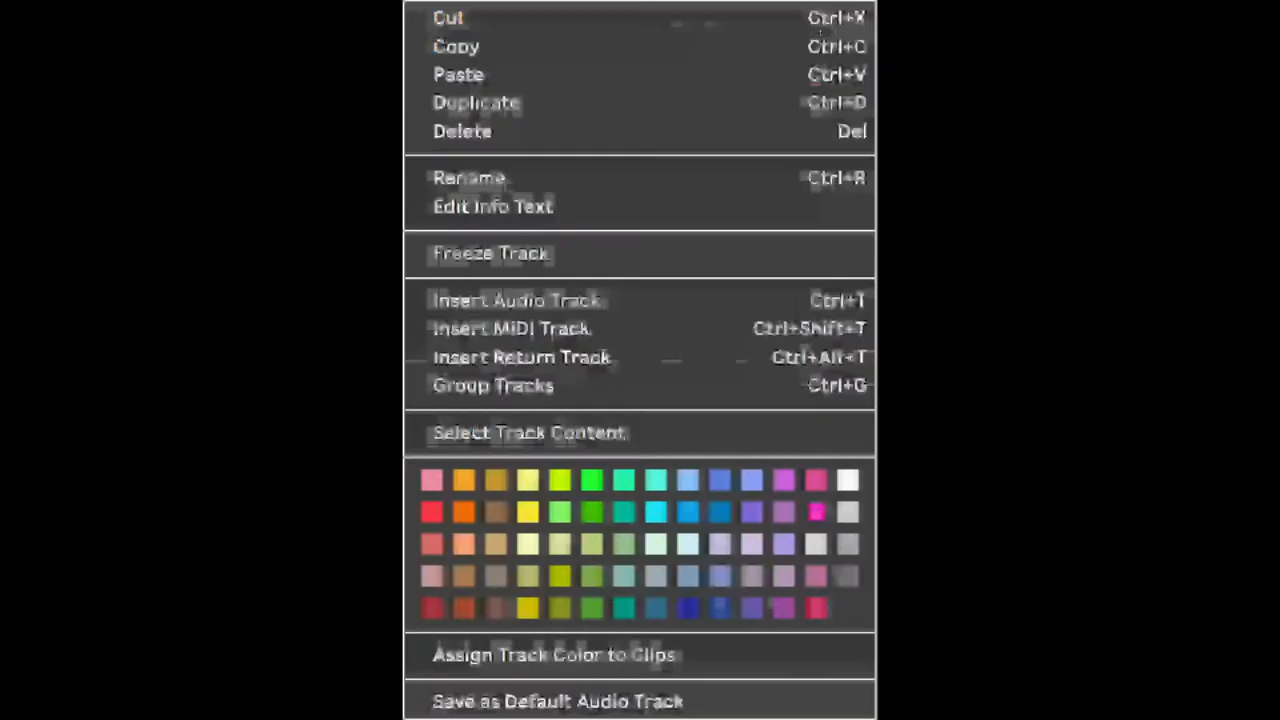 Cut Ctrl+X
Copy Ctrl+C
Paste Ctrl+V
Duplicate Ctrl+D
Delete Del
Rename Ctrl+R
Edit Info Text
Freeze Track
Insert Audio Track Ctrl+T
Insert MIDI Track Ctrl+Shift+T
Insert Return Track Ctrl+Alt+T
Group Tracks Ctrl+G
Select Track Content
Assign Track Color to Clips
Save as Default Audio Track